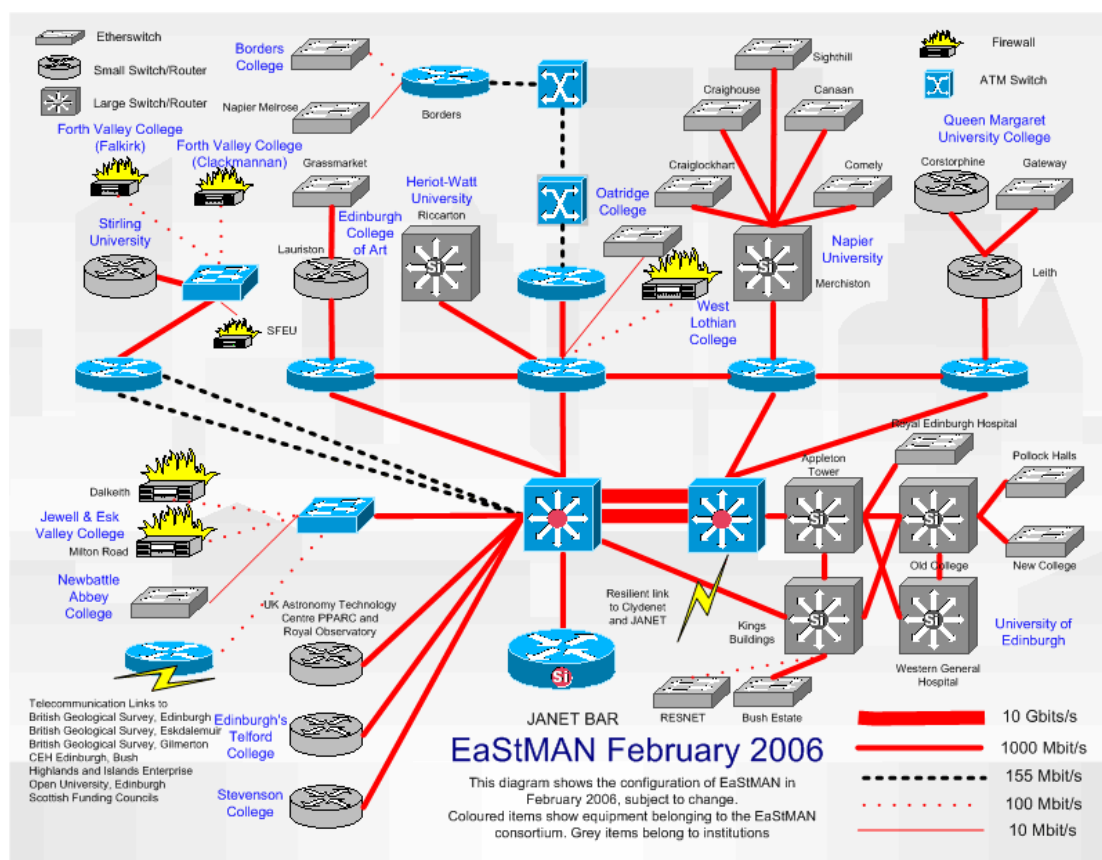 Etherswitch
Small Switch/Router
Large Switch/Router
Borders
College
Napier Melrose
Borders
Sighthill
Craighouse
Canaan
Craiglockhart
Comely
Firewall
ATM Switch
Forth Valley College
(Falkirk)
Forth Valley College
(Clackmannan)
Grassmarket
Heriot-Watt
University
Riccarton
Oatridge
College
Queen Margaret
University College
Corstorphine
Gateway
Stirling
University
Lauriston
Edinburgh
College
of Art
Si
Si
Napier
University
Merchiston
Leith
SFEU
West
Lothian
College
Royal Edinburgh Hospital
Appleton
Tower
Pollock Halls
Dalkeith
Jewell & Esk
Valley College
Milton Road
Si
Si
Old College
New College
Newbattle
Abbey
College
UK Astronomy Technology
Centre PPARC and
Royal Observatory
Resilient link
to Clydenet
and JANET
Kings
Buildings
Si
Si
University of
Edinburgh
Western General
Hospital
Si
Telecommunication Links to
British Geological Survey, Edinburgh
British Geological Survey, Eskdalemuir
British Geological Survey, Gilmerton
CEH Edinburgh, Bush
Highlands and Islands Enterprise
Open University, Edinburgh
Scottish Funding Councils
Edinburgh's
Telford
College
Stevenson
College
JANET BAR
RESNET
Bush Estate
EaStMAN February 2006
This diagram shows the configuration of EaStMAN in
February 2006, subject to change.
Coloured items show equipment belonging to the EaStMAN
consortium. Grey items belong to institutions
10 Gbits/s
1000 Mbit/s
155 Mbit/s
100 Mbit/s
10 Mbit/s